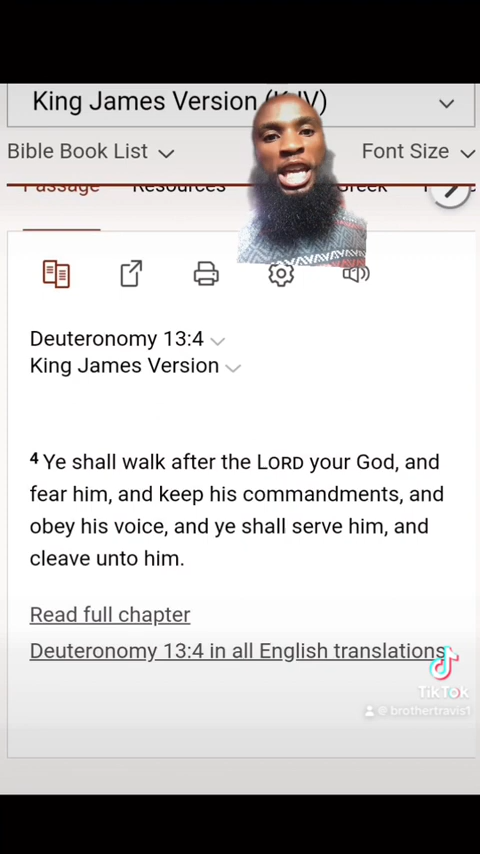 King James Version (KJV)
Bible Book List
Font Size
Passage Resources Greek
Deuteronomy 13:4
King James Version
4 Ye shall walk after the LORD your God, and
fear him, and keep his commandments, and
obey his voice, and ye shall serve him, and
cleave unto him.
Read full chapter
Deuteronomy 13:4 in all English translations
TikTok
@ brothertravis1